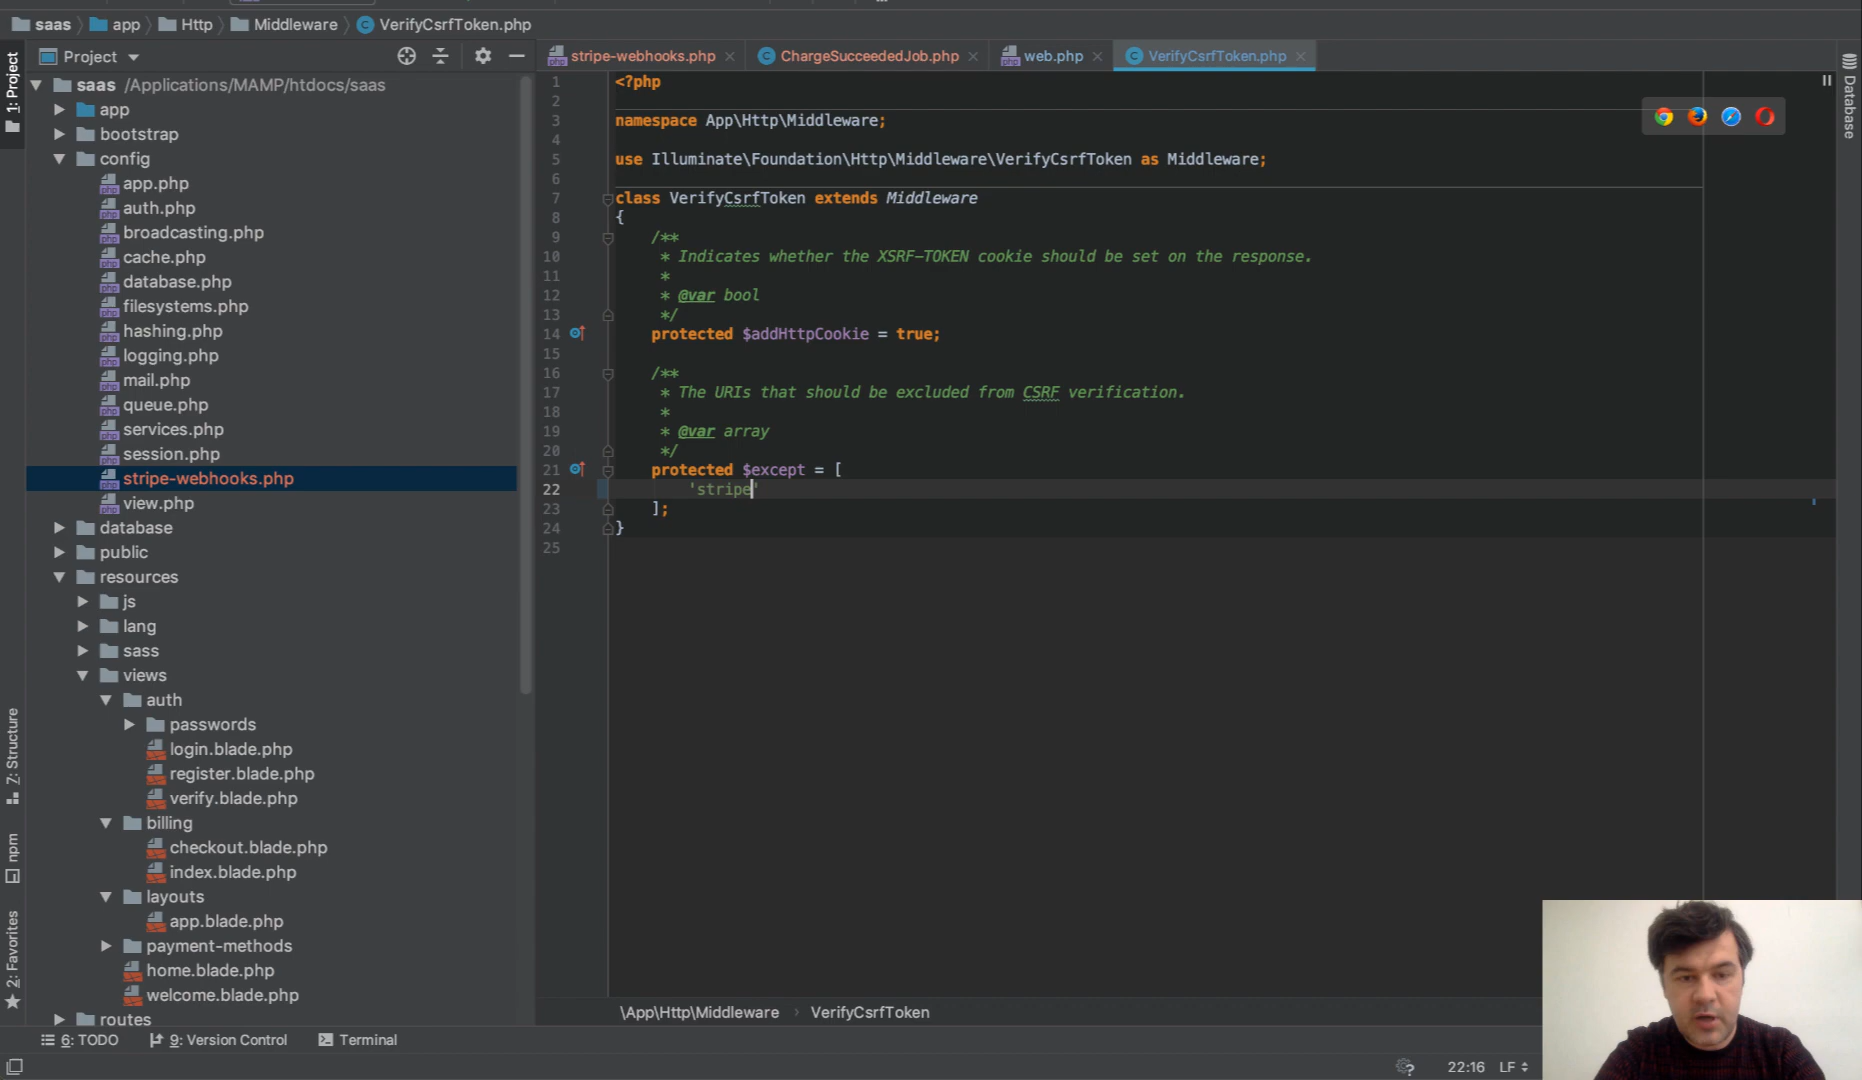 saas app Http Middleware VerifyCsrfToken.php
Project
stripe-webhooks.php ChargeSucceededJob.php web.php VerifyCsrfToken.php
1: Project
7: Structure
npm
2: Favorites
saas /Applications/MAMP/htdocs/saas
app
bootstrap
config
app.php
auth.php
broadcasting.php
cache.php
database.php
filesystems.php
hashing.php
logging.php
mail.php
queue.php
services.php
session.php
stripe-webhooks.php
view.php
database
public
resources
js
lang
sass
views
auth
passwords
login.blade.php
register.blade.php
verify.blade.php
billing
checkout.blade.php
index.blade.php
layouts
app.blade.php
payment-methods
home.blade.php
welcome.blade.php
routes
1 <?php
2
3 namespace App\Http\Middleware;
4
5 use Illuminate\Foundation\Http\Middleware\VerifyCsrfToken as Middleware;
6
7 class VerifyCsrfToken extends Middleware
8 {
9 /**
10 * Indicates whether the XSRF-TOKEN cookie should be set on the response.
11 *
12 * @var bool
13 */
14 protected $addHttpCookie = true;
15
16 /**
17 * The URIs that should be excluded from CSRF verification.
18 *
19 * @var array
20 */
21 protected $except = [
22 'stripe'
23 ];
24 }
25
Database
\App\Http\Middleware › VerifyCsrfToken
6: TODO 9: Version Control Terminal
22:16 LF